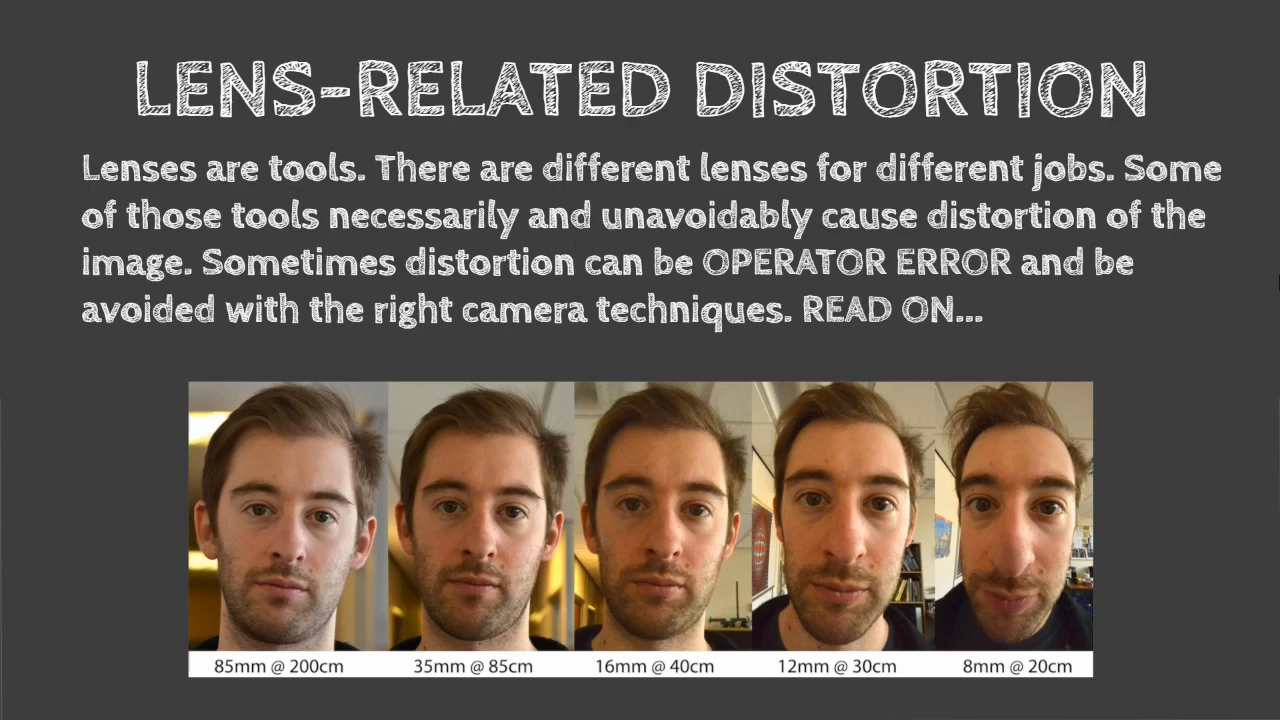 LENS-RELATED DISTORTION
Lenses are tools. There are different lenses for different jobs. Some
of those tools necessarily and unavoidably cause distortion of the
image. Sometimes distortion can be OPERATOR ERROR and be
avoided with the right camera techniques. READ ON...
85mm @ 200cm 35mm @ 85cm 16mm @ 40cm 12mm @ 30cm 8mm @ 20cm